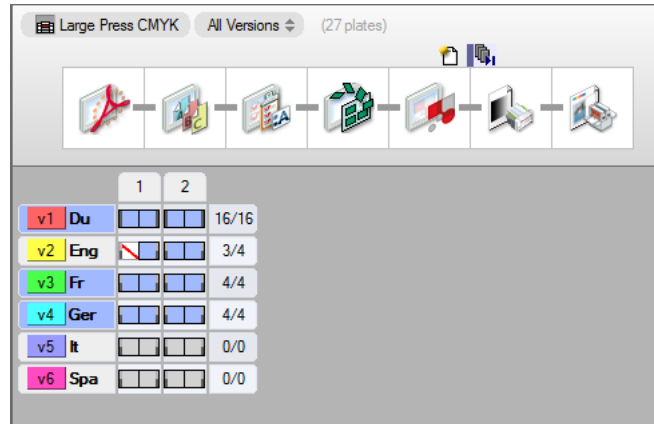 Large Press CMYK All Versions (27 plates)
1 2
v1 Du 16/16
v2 Eng 3/4
v3 Fr 4/4
v4 Ger 4/4
v5 It 0/0
v6 Spa 0/0